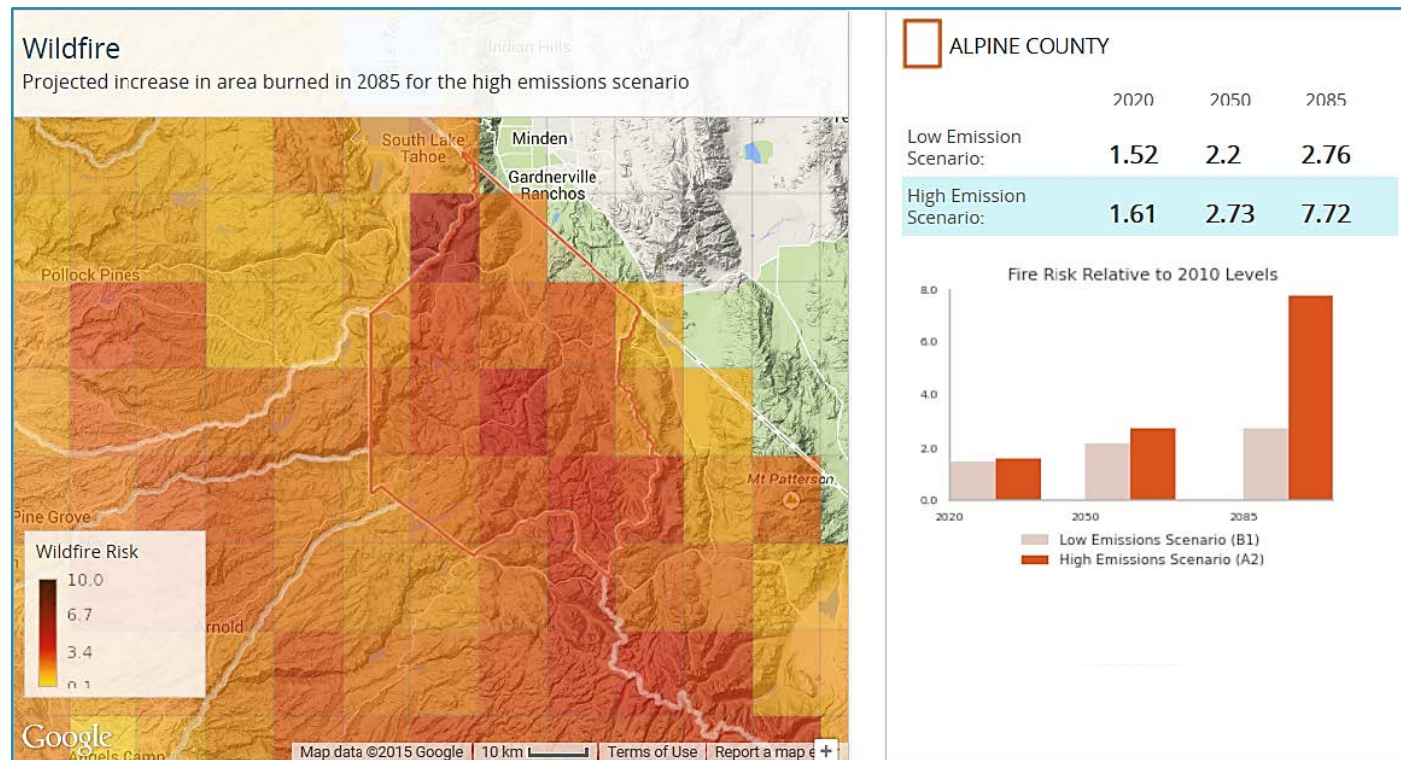 Wildfire
Projected increase in area burned in 2085 for the high emissions scenario
Indian Hills
South Lake
Tahoe
Minden
Gardnerville
Ranchos
Pollock Pines
Mt Patterson
Pine Grove
Wildfire Risk
10.0
6.7
3.4
0.1
rnold
Google
Angels Camp
Map data ©2015 Google
10 km
Terms of Use
Report a map e
+
ALPINE COUNTY
2020 2050 2085
Low Emission
Scenario: 1.52 2.2 2.76
High Emission
Scenario: 1.61 2.73 7.72
Fire Risk Relative to 2010 Levels
8.0
6.0
4.0
2.0
0.0
2020 2050 2085
Low Emissions Scenario (B1)
High Emissions Scenario (A2)